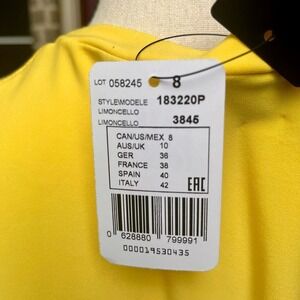 LOT 058245 8
STYLE\MODELE 183220P
LIMONCELLO
LIMONCELLO 3845
CAN/US/MEX 8
AUS/UK 10
GER 36
FRANCE 38
SPAIN 40
ITALY 42
EAC
0 628880 799991
000019530435